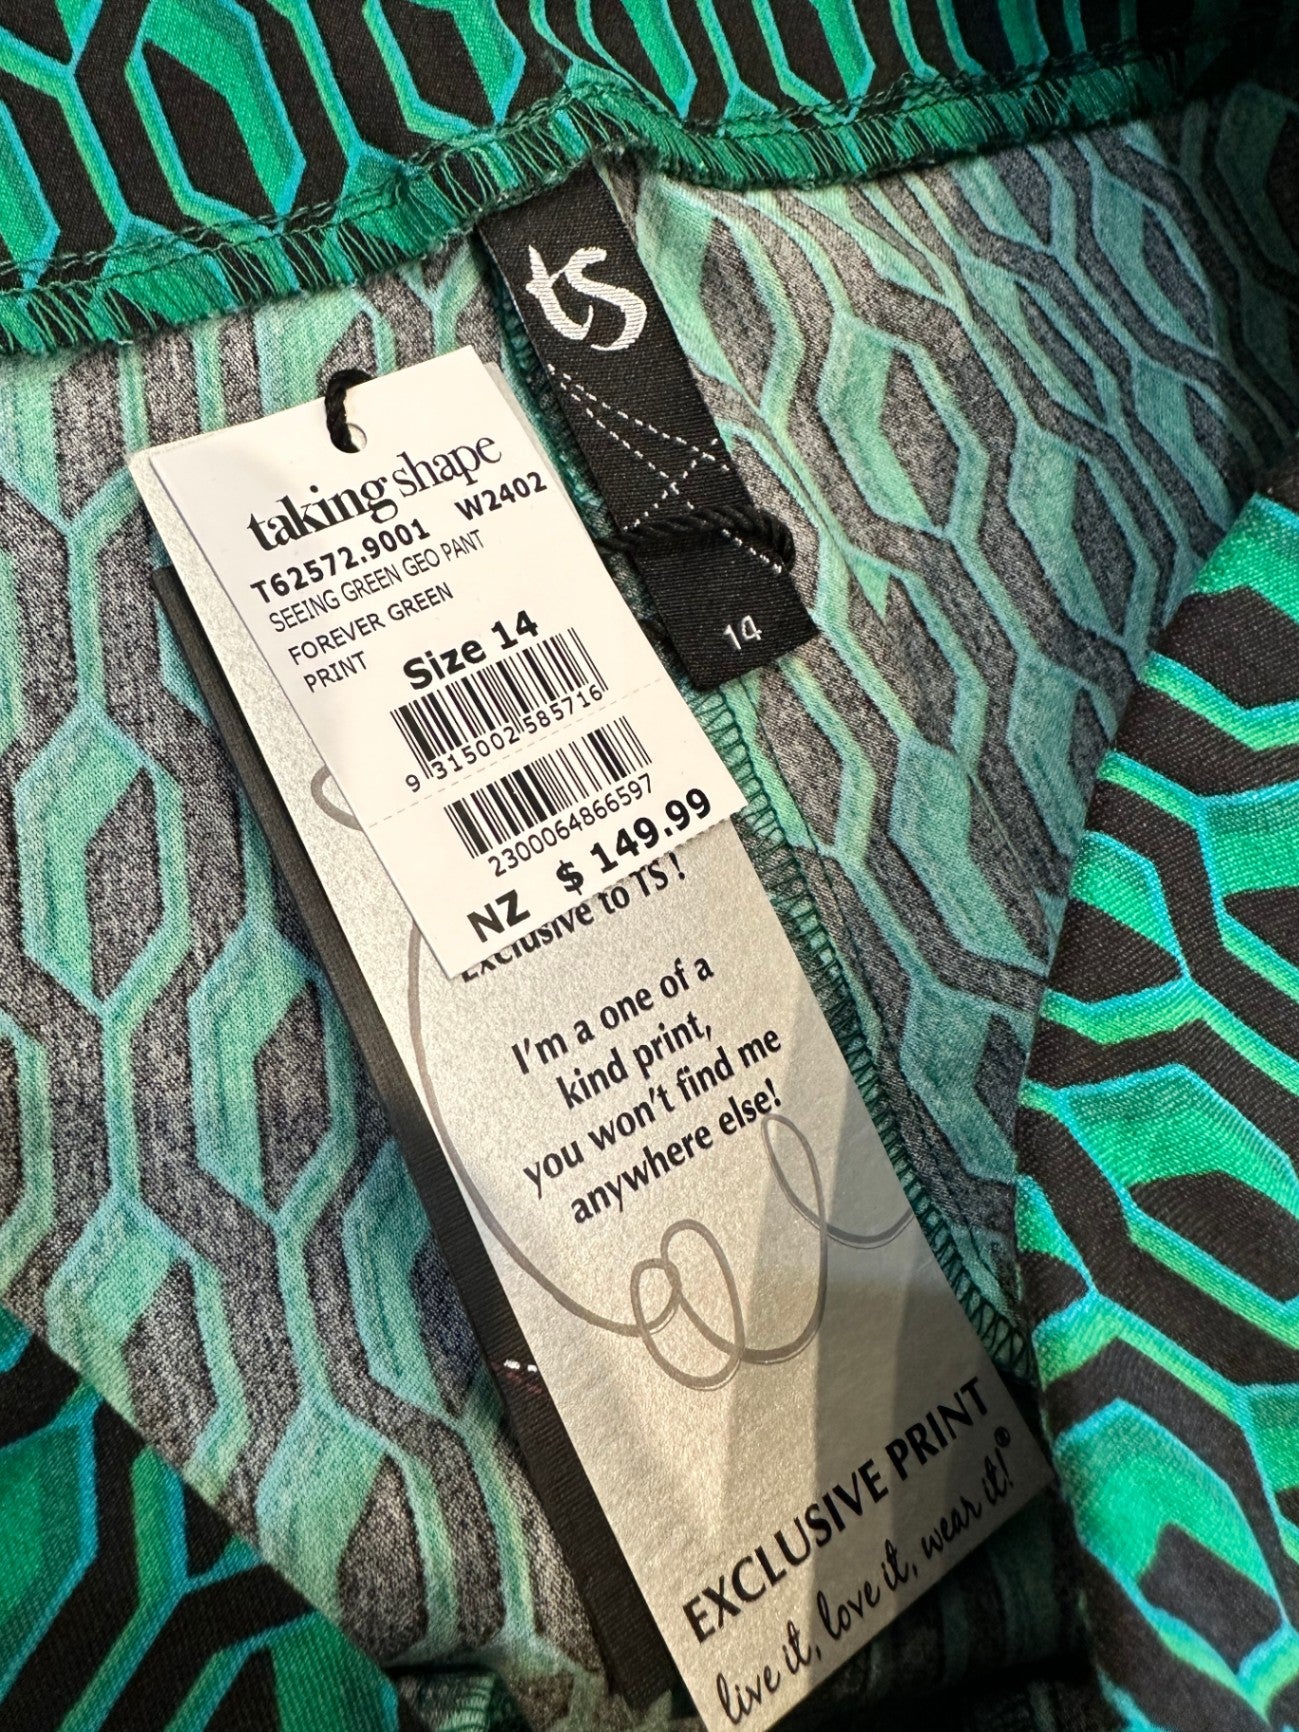 ts
14
taking shape
T62572.9001 W2402
SEEING GREEN GEO PANT
FOREVER GREEN
PRINT
Size 14
9 315002 585716
2300064866597
NZ $ 149.99
Exclusive to TS !
I'm a one of a
kind print,
you won't find me
anywhere else!
EXCLUSIVE PRINT
live it, love it, wear it!®